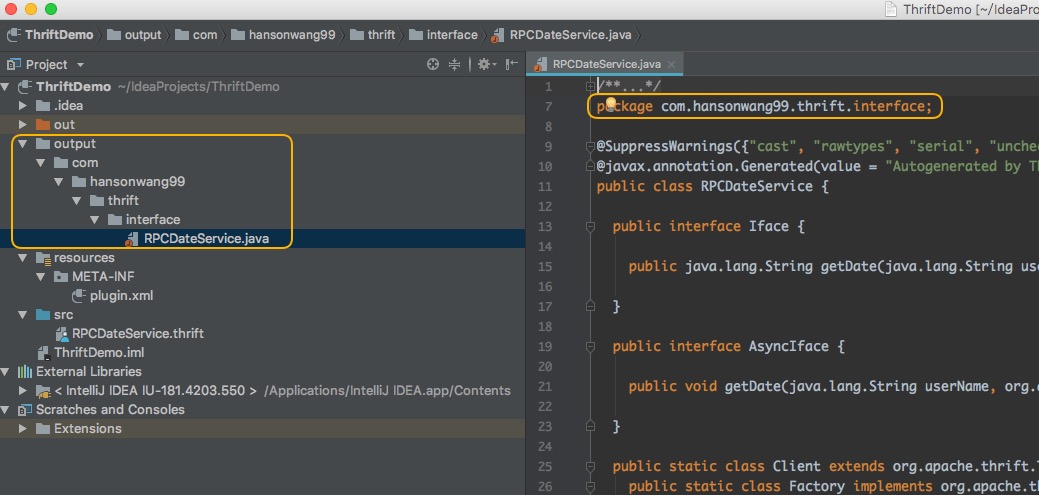 ThriftDemo [~/IdeaPro
ThriftDemo output com hansonwang99 thrift interface RPCDateService.java
Project
RPCDateService.java
ThriftDemo ~/IdeaProjects/ThriftDemo
.idea
out
output
com
hansonwang99
thrift
interface
RPCDateService.java
resources
META-INF
plugin.xml
src
RPCDateService.thrift
ThriftDemo.iml
External Libraries
< IntelliJ IDEA IU-181.4203.550 > /Applications/IntelliJ IDEA.app/Contents
Scratches and Consoles
Extensions
1 /**...*/
7 package com.hansonwang99.thrift.interface;
8
9 @SuppressWarnings({"cast", "rawtypes", "serial", "unche
10 @javax.annotation.Generated(value = "Autogenerated by T
11 public class RPCDateService {
12
13 public interface Iface {
14
15 public java.lang.String getDate(java.lang.String use
16
17 }
18
19 public interface AsyncIface {
20
21 public void getDate(java.lang.String userName, org.
22
23 }
24
25 public static class Client extends org.apache.thrift.
26 public static class Factory implements org.apache.th